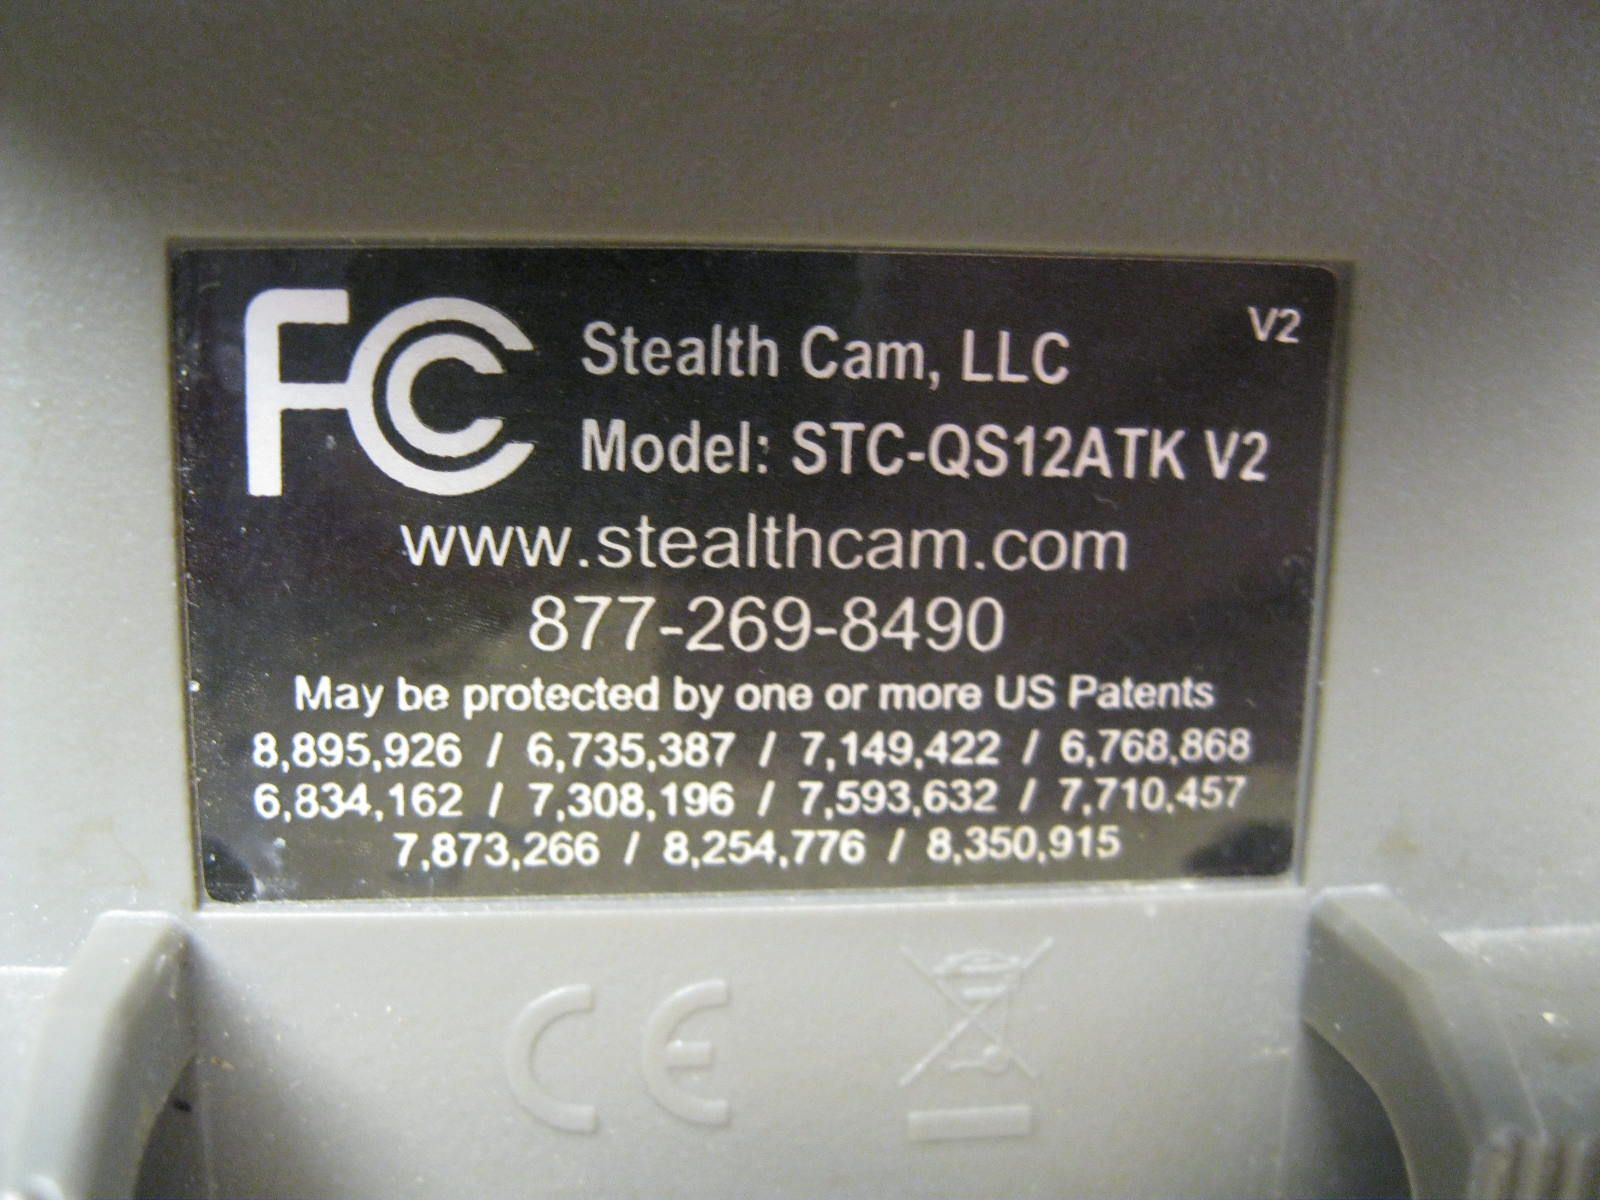 FC Stealth Cam, LLC V2
Model: STC-QS12ATK V2
www.stealthcam.com
877-269-8490
May be protected by one or more US Patents
8,895,926 / 6,735,387 / 7,149,422 / 6,768,868
6,834,162 / 7,308,196 / 7,593,632 / 7,710,457
7,873,266 / 8,254,776 / 8,350,915
CE